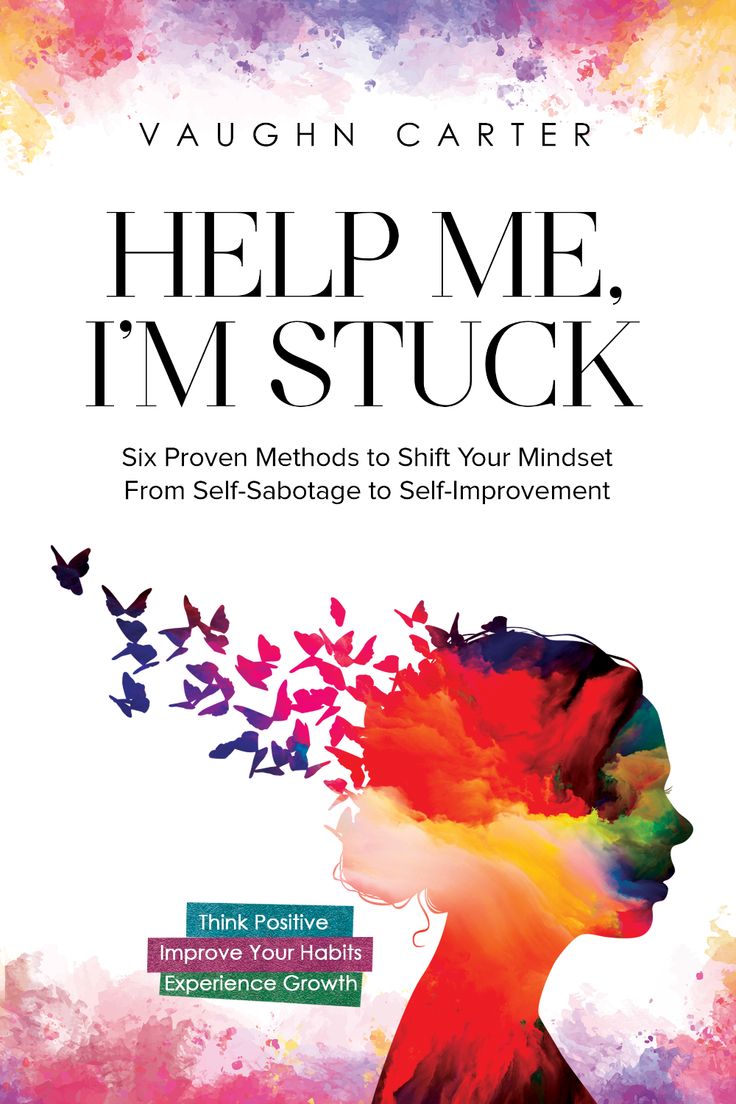 VAUGHN CARTER
HELP ME,
I'M STUCK
Six Proven Methods to Shift Your Mindset
From Self-Sabotage to Self-Improvement
Think Positive
Improve Your Habits
Experience Growth